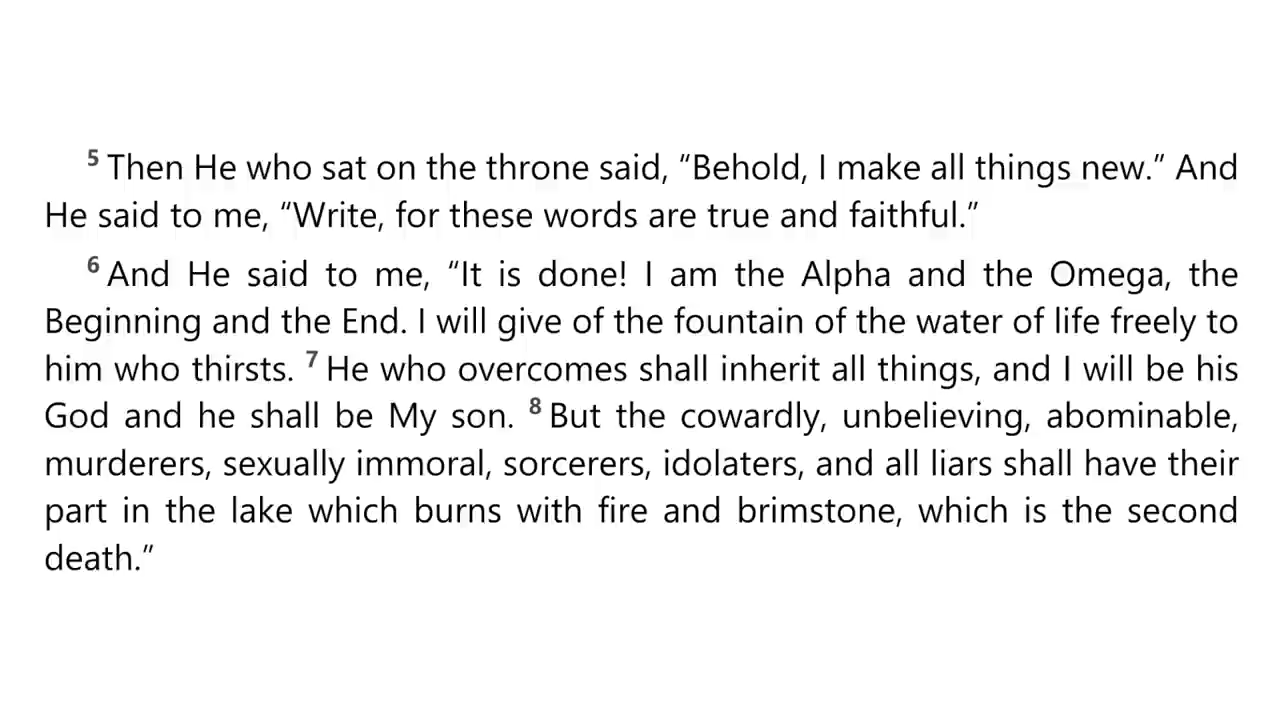 5 Then He who sat on the throne said, “Behold, I make all things new.” And
He said to me, “Write, for these words are true and faithful.”
6 And He said to me, “It is done! I am the Alpha and the Omega, the
Beginning and the End. I will give of the fountain of the water of life freely to
him who thirsts. 7 He who overcomes shall inherit all things, and I will be his
God and he shall be My son. 8 But the cowardly, unbelieving, abominable,
murderers, sexually immoral, sorcerers, idolaters, and all liars shall have their
part in the lake which burns with fire and brimstone, which is the second
death.”